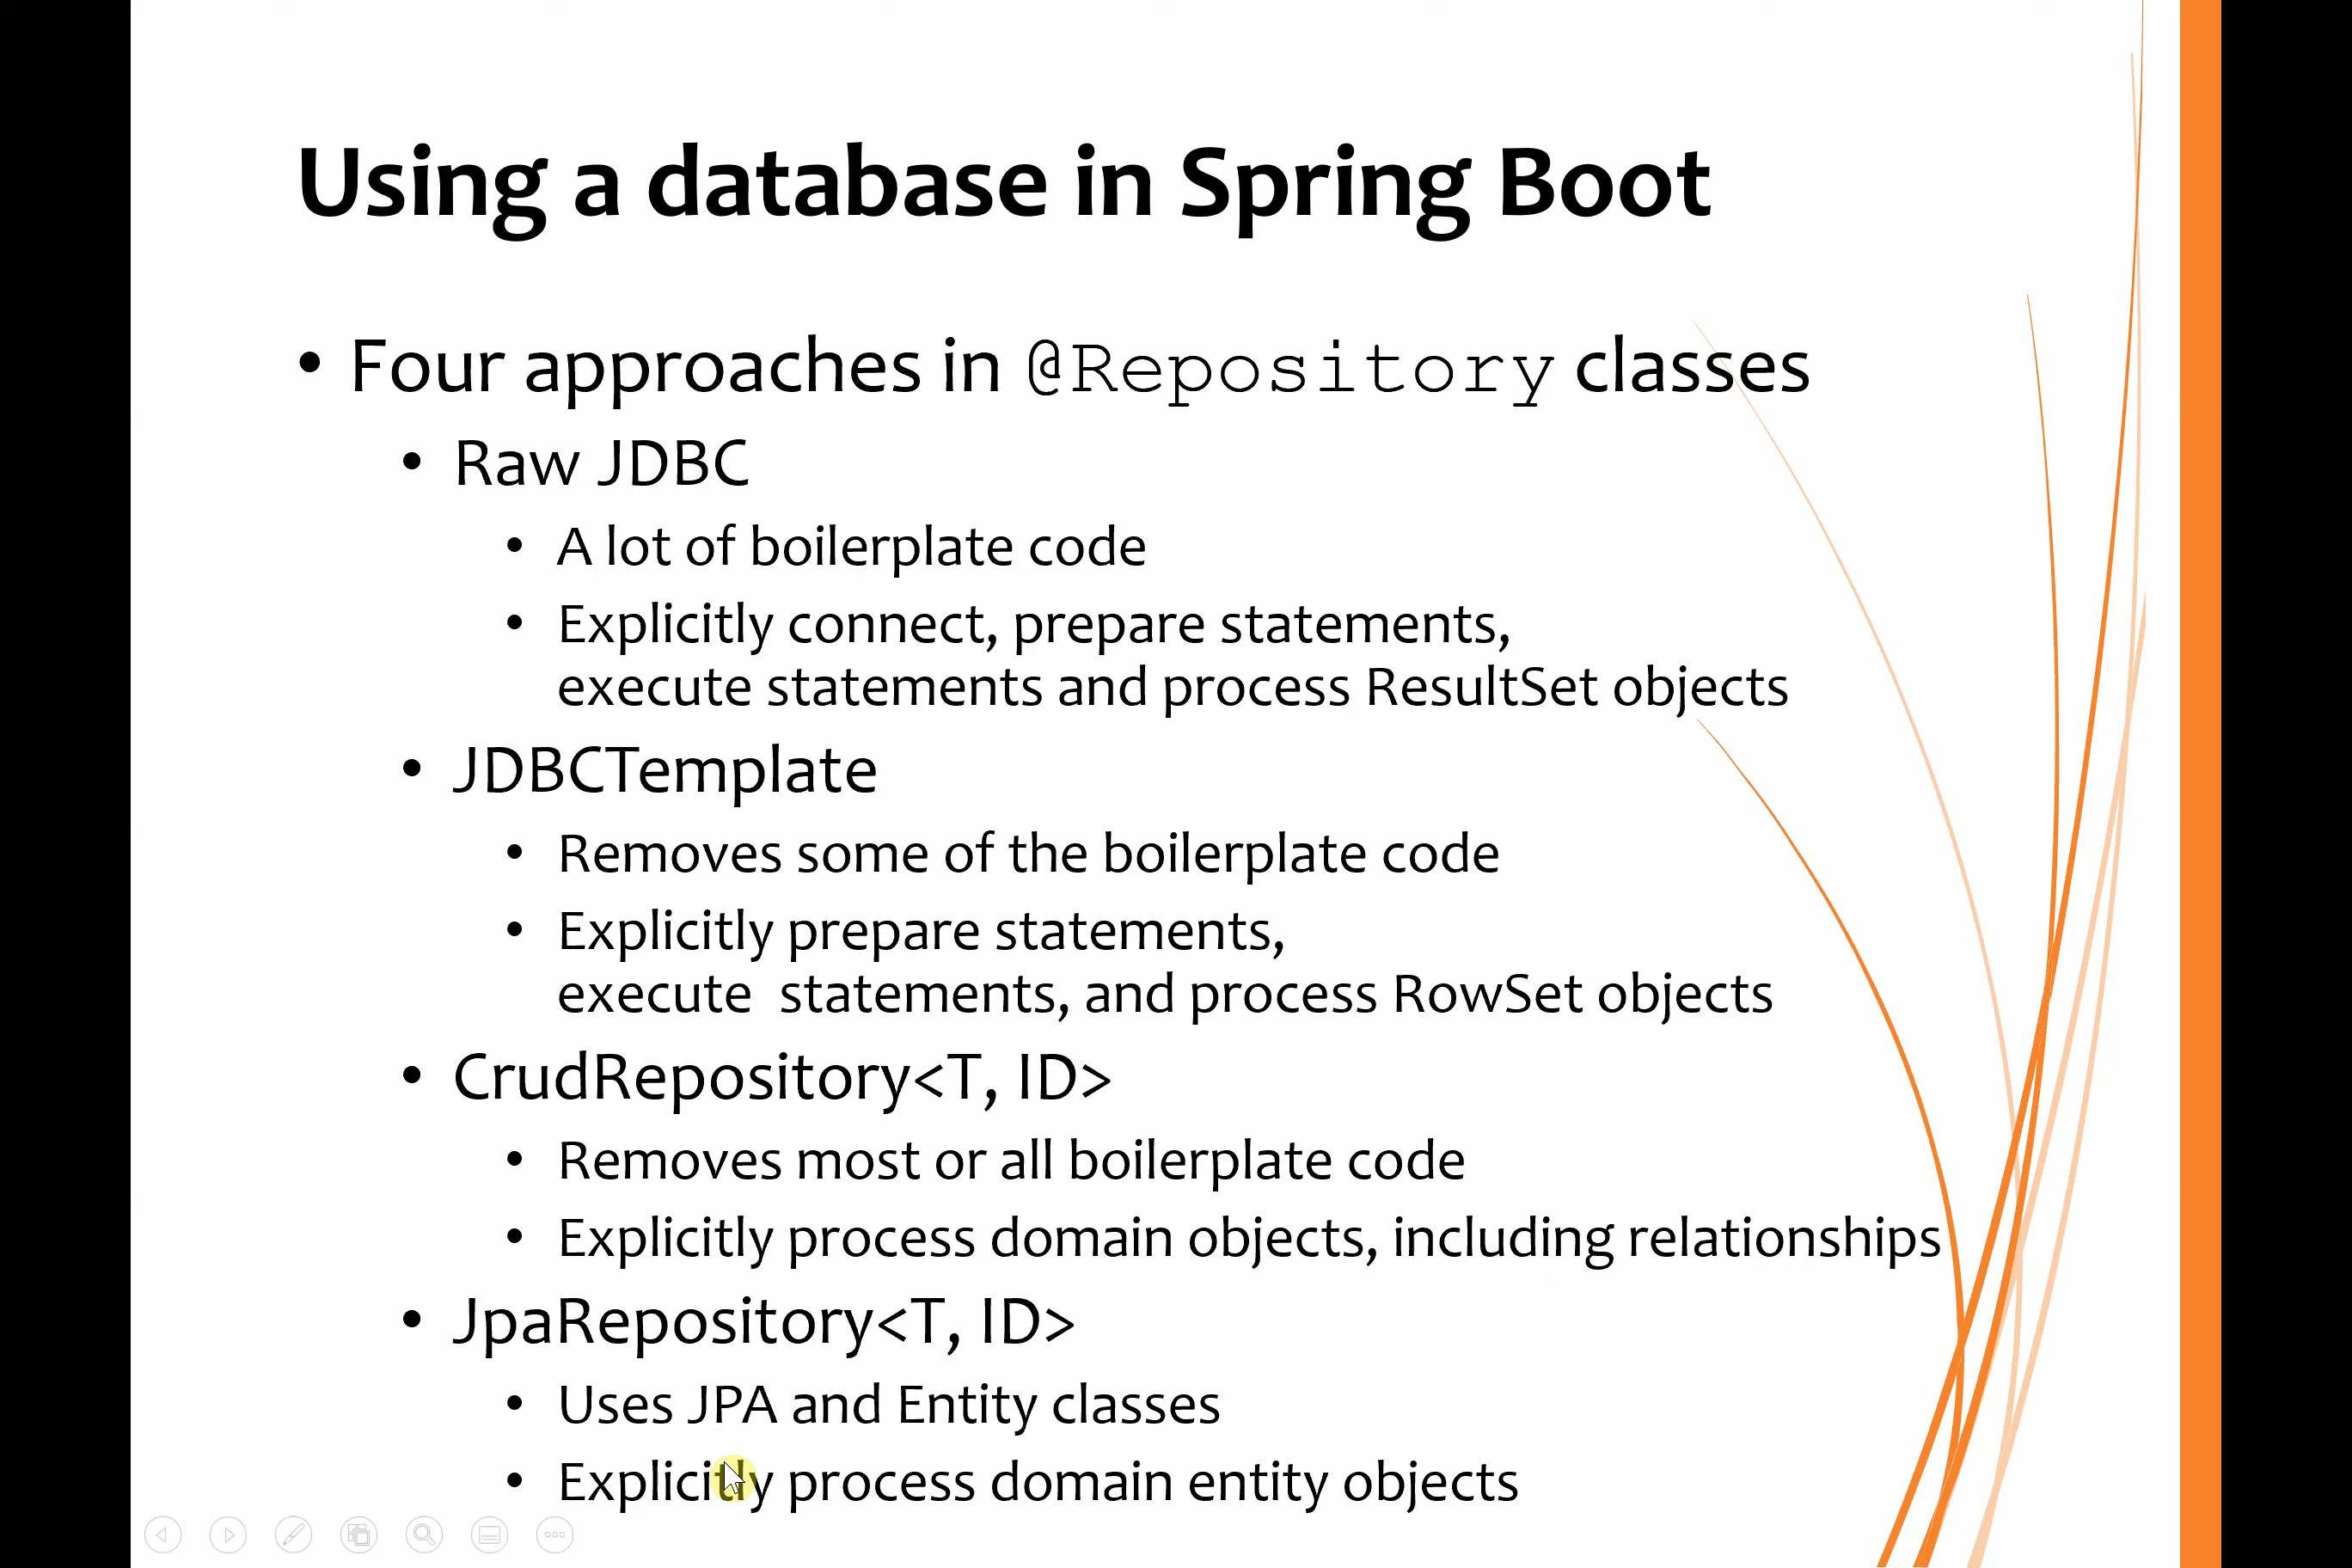 Using a database in Spring Boot
• Four approaches in @Repository classes
• Raw JDBC
• A lot of boilerplate code
• Explicitly connect, prepare statements,
execute statements and process ResultSet objects
• JDBCTemplate
• Removes some of the boilerplate code
• Explicitly prepare statements,
execute  statements, and process RowSet objects
• CrudRepository<T, ID>
• Removes most or all boilerplate code
• Explicitly process domain objects, including relationships
• JpaRepository<T, ID>
• Uses JPA and Entity classes
• Explicitly process domain entity objects